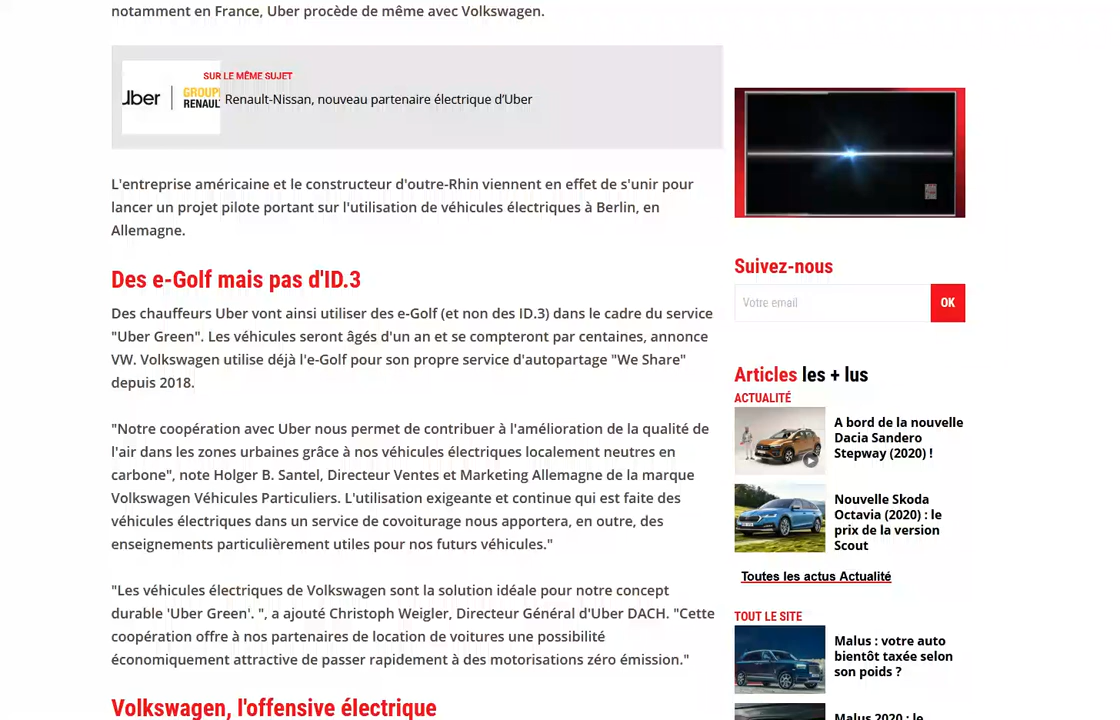 notamment en France, Uber procède de même avec Volkswagen.
SUR LE MÊME SUJET
Uber
GROUPE
RENAULT
Renault-Nissan, nouveau partenaire électrique d’Uber
L'entreprise américaine et le constructeur d'outre-Rhin viennent en effet de s'unir pour
lancer un projet pilote portant sur l'utilisation de véhicules électriques à Berlin, en
Allemagne.
Des e-Golf mais pas d'ID.3
Des chauffeurs Uber vont ainsi utiliser des e-Golf (et non des ID.3) dans le cadre du service
"Uber Green". Les véhicules seront âgés d'un an et se compteront par centaines, annonce
VW. Volkswagen utilise déjà l'e-Golf pour son propre service d'autopartage "We Share"
depuis 2018.
"Notre coopération avec Uber nous permet de contribuer à l'amélioration de la qualité de
l'air dans les zones urbaines grâce à nos véhicules électriques localement neutres en
carbone", note Holger B. Santel, Directeur Ventes et Marketing Allemagne de la marque
Volkswagen Véhicules Particuliers. L'utilisation exigeante et continue qui est faite des
véhicules électriques dans un service de covoiturage nous apportera, en outre, des
enseignements particulièrement utiles pour nos futurs véhicules."
"Les véhicules électriques de Volkswagen sont la solution idéale pour notre concept
durable 'Uber Green'. ", a ajouté Christoph Weigler, Directeur Général d'Uber DACH. "Cette
coopération offre à nos partenaires de location de voitures une possibilité
économiquement attractive de passer rapidement à des motorisations zéro émission."
Volkswagen, l'offensive électrique
Suivez-nous
Votre email
OK
Articles les + lus
ACTUALITÉ
A bord de la nouvelle
Dacia Sandero
Stepway (2020) !
Nouvelle Skoda
Octavia (2020) : le
prix de la version
Scout
Toutes les actus Actualité
TOUT LE SITE
Malus : votre auto
bientôt taxée selon
son poids ?
Malus 2020 : le